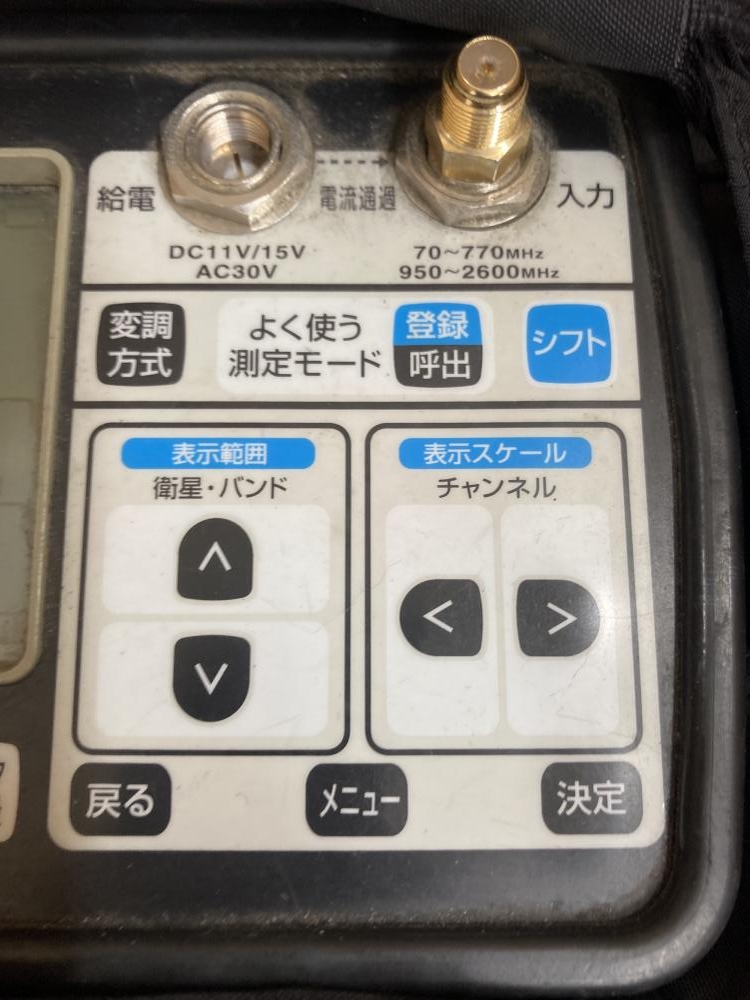 給電
電流通過
入力
DC11V/15V
AC30V
70～770MHz
950～2600MHz
変調
方式
よく使う
測定モード
登録
呼出
シフト
表示範囲
衛星・バンド
表示スケール
チャンネル
∧
∨
<
>
戻る
メニュー
決定